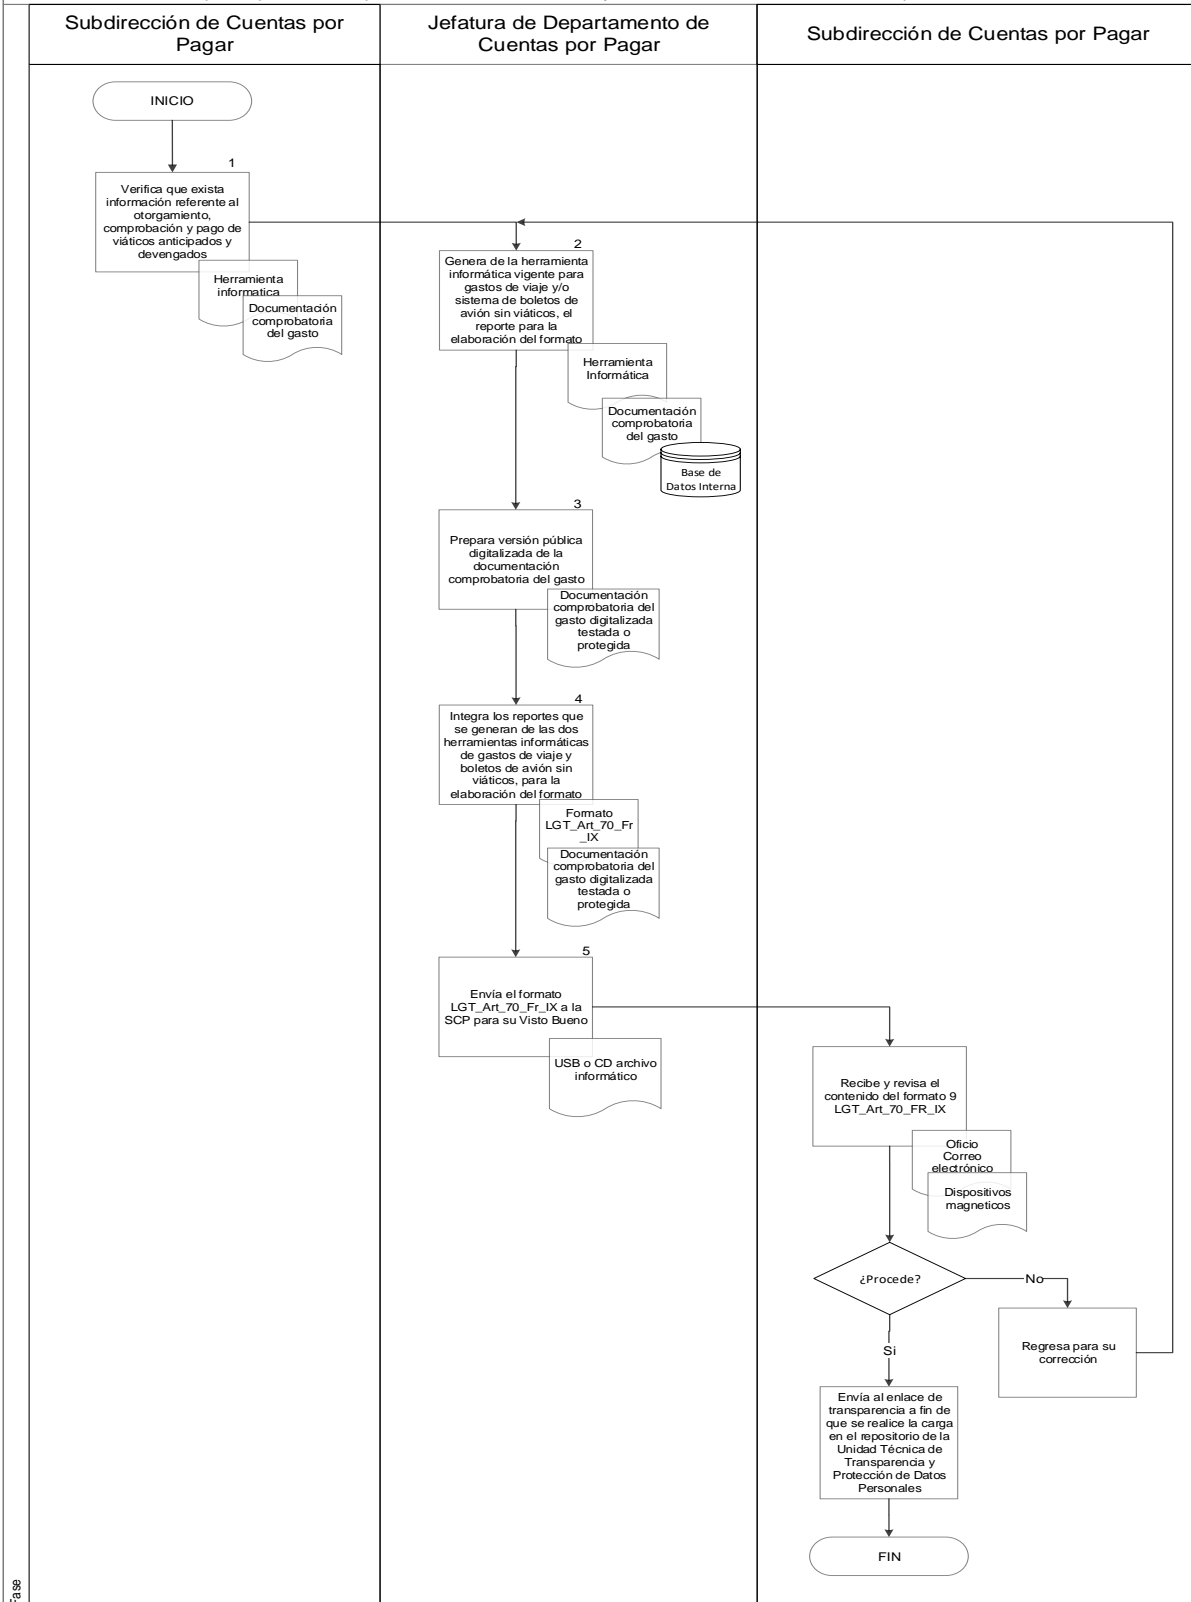 Subdirección de Cuentas por
Pagar
Jefatura de Departamento de
Cuentas por Pagar
Subdirección de Cuentas por Pagar
INICIO
1
Verifica que exista
información referente al
otorgamiento,
comprobación y pago de
viáticos anticipados y
devengados
Herramienta
informatica
Documentación
comprobatoria
del gasto
2
Genera de la herramienta
informática vigente para
gastos de viaje y/o
sistema de boletos de
avión sin viáticos, el
reporte para la
elaboración del formato
Herramienta
Informática
Documentación
comprobatoria
del gasto
Base de
Datos Interna
3
Prepara versión pública
digitalizada de la
documentación
comprobatoria del gasto
Documentación
comprobatoria del
gasto digitalizada
testada o
protegida
4
Integra los reportes que
se generan de las dos
herramientas informáticas
de gastos de viaje y
boletos de avión sin
viáticos, para la
elaboración del formato
Formato
LGT_Art_70_Fr
_IX
Documentación
comprobatoria del
gasto digitalizada
testada o
protegida
5
Envía el formato
LGT_Art_70_Fr_IX a la
SCP para su Visto Bueno
USB o CD archivo
informático
Recibe y revisa el
contenido del formato 9
LGT_Art_70_FR_IX
Oficio
Correo
electrónico
Dispositivos
magneticos
¿Procede?
No
Regresa para su
corrección
Si
Envía al enlace de
transparencia a fin de
que se realice la carga
en el repositorio de la
Unidad Técnica de
Transparencia y
Protección de Datos
Personales
FIN
Fase